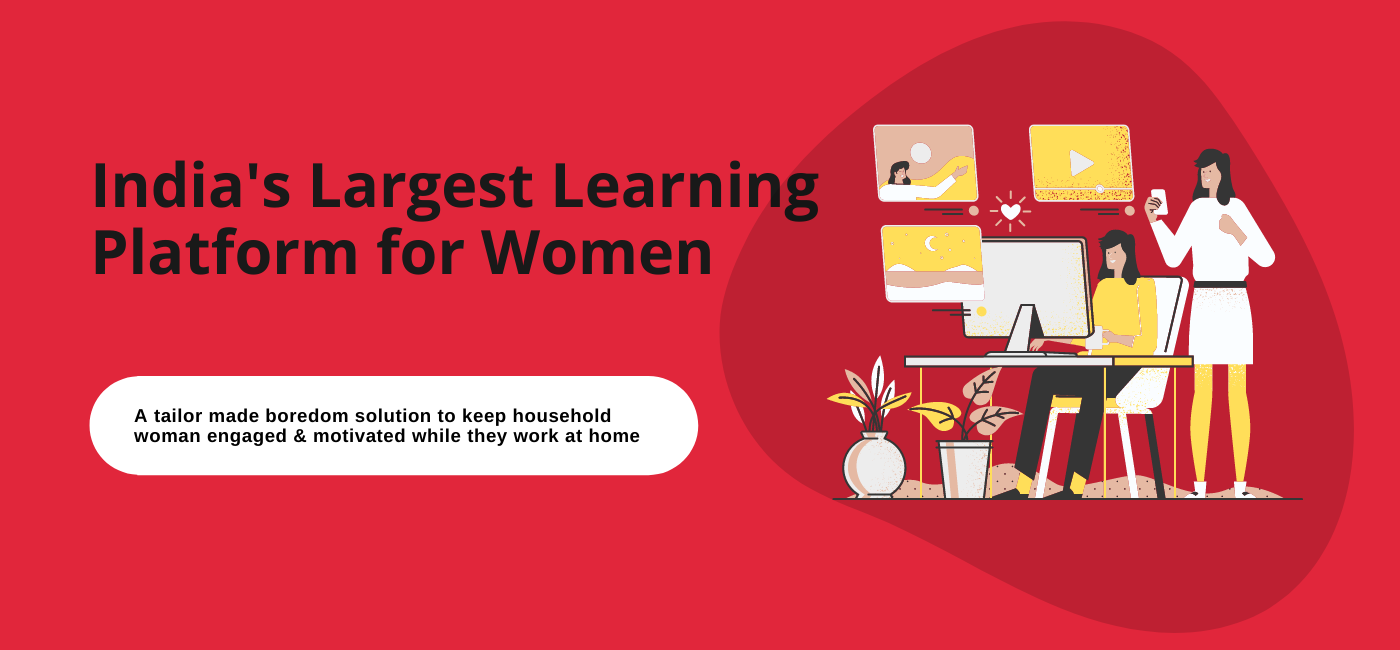 India's Largest Learning
Platform for Women
A tailor made boredom solution to keep household
woman engaged & motivated while they work at home